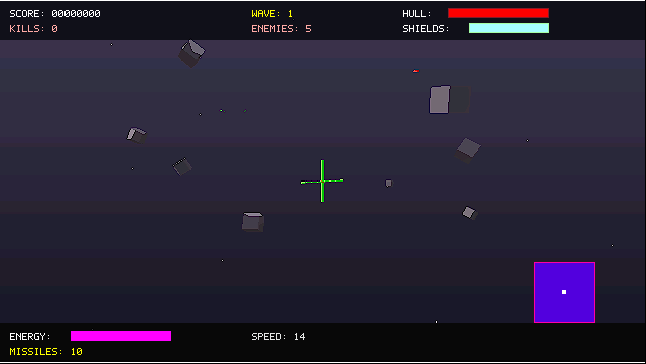 SCORE: 00000000 WAVE: 1 HULL:
KILLS: 0 ENEMIES: 5 SHIELDS:
ENERGY: SPEED: 14
MISSILES: 10